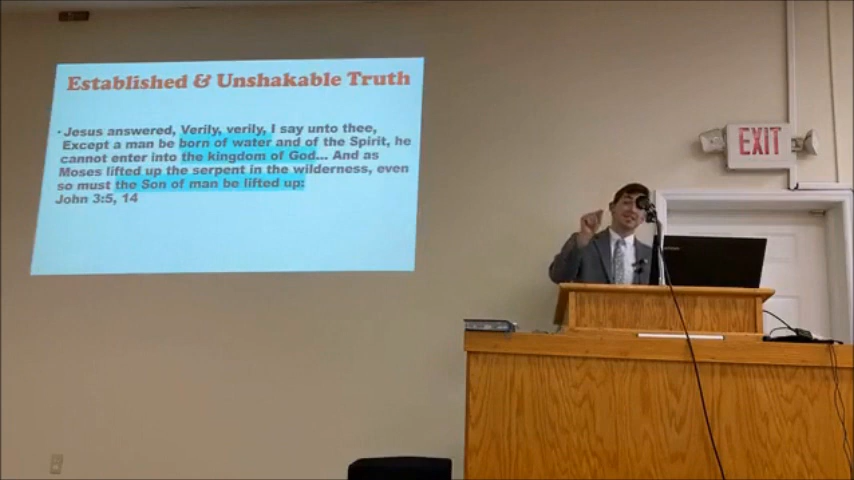 Established & Unshakable Truth
• Jesus answered, Verily, verily, I say unto thee,
Except a man be born of water and of the Spirit, he
cannot enter into the kingdom of God... And as
Moses lifted up the serpent in the wilderness, even
so must the Son of man be lifted up:
John 3:5, 14
EXIT